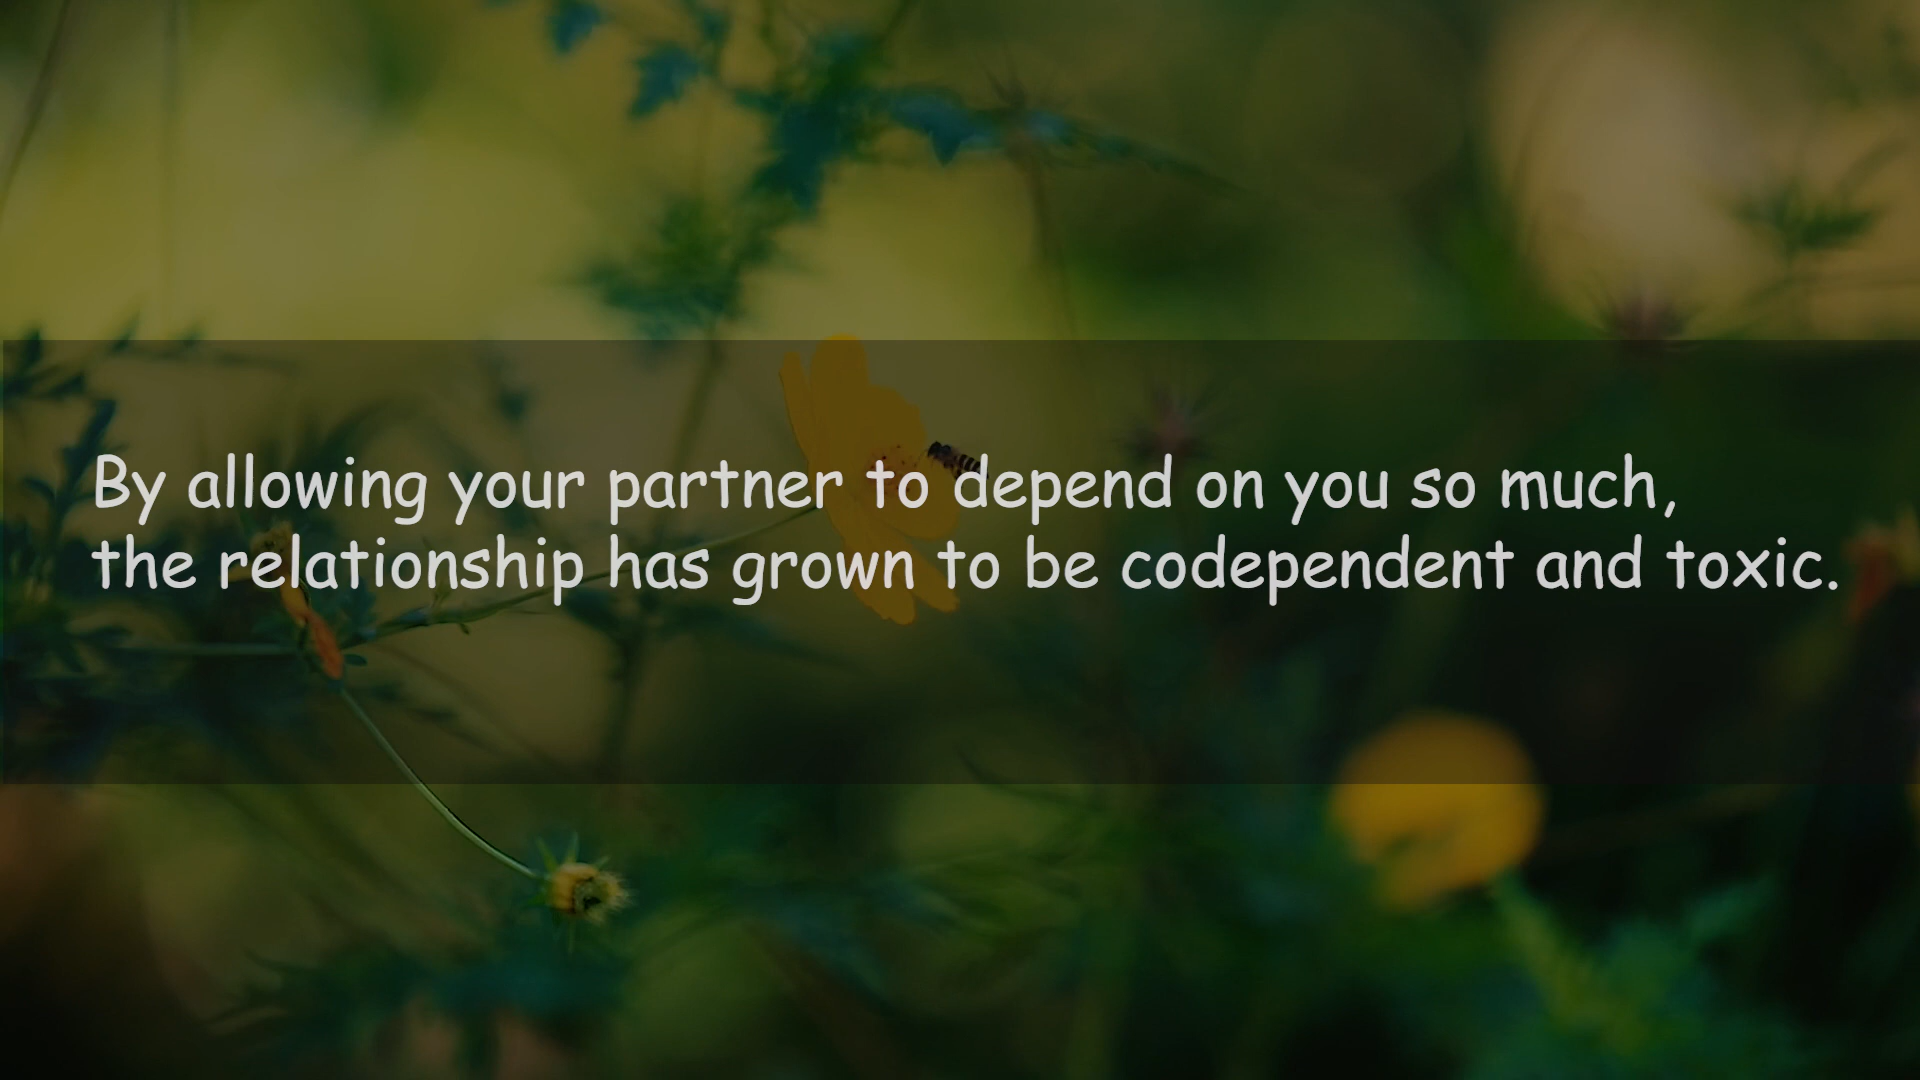 By allowing your partner to depend on you so much,
the relationship has grown to be codependent and toxic.